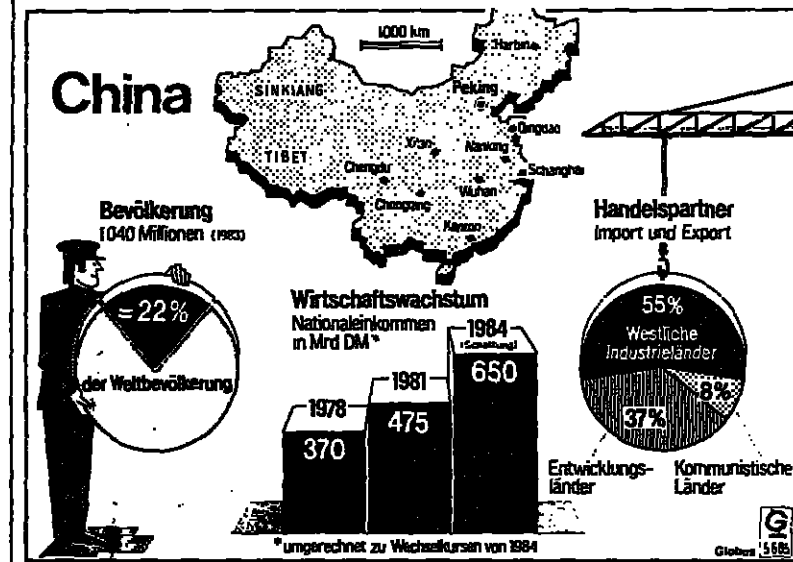 China
1000 km
Harbin
SINKIANG
Peking
Qingdao
Xi'an
Nanking
TIBET
Chengdu
Schanghai
Wuhan
Chongqing
Kanton
Bevölkerung
1040 Millionen (1983)
=22%
der Weltbevölkerung
Wirtschaftswachstum
Nationaleinkommen
in Mrd DM*
1978
370
1981
475
1984
(Schätzung)
650
*umgerechnet zu Wechselkursen von 1984
Handelspartner
Import und Export
55%
Westliche
Industrieländer
8%
37%
Entwicklungs-
länder
Kommunistische
Länder
G
Globus 5685